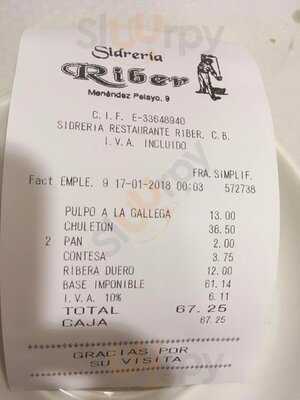 Sidrería
Riber
Menéndez Pelayo, 9
C.I.F. E-33648940
SIDRERIA RESTAURANTE RIBER, C.B.
I.V.A. INCLUIDO
FRA.SIMPLIF.
Fact EMPLE. 9 17-01-2018 00:03 572738
PULPO A LA GALLEGA 13.00
CHULETON 36.50
2 PAN 2.00
CONTESA 3.75
RIBERA DUERO 12.00
BASE IMPONIBLE 61.14
I.V.A. 10% 6.11
TOTAL 67.25
CAJA 67.25
GRACIAS POR
SU VISITA